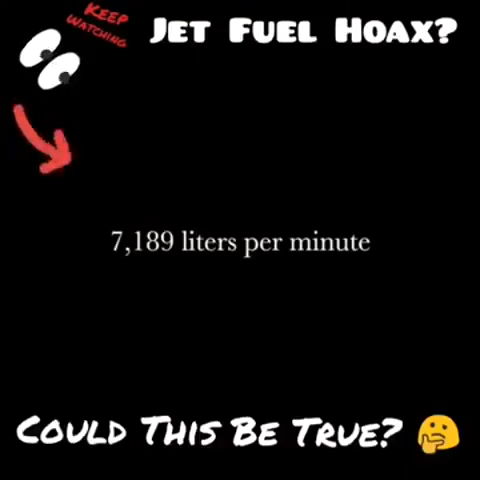 KEEP
WATCHING
JET FUEL HOAX?
7,189 liters per minute
COULD THIS BE TRUE? 🤔